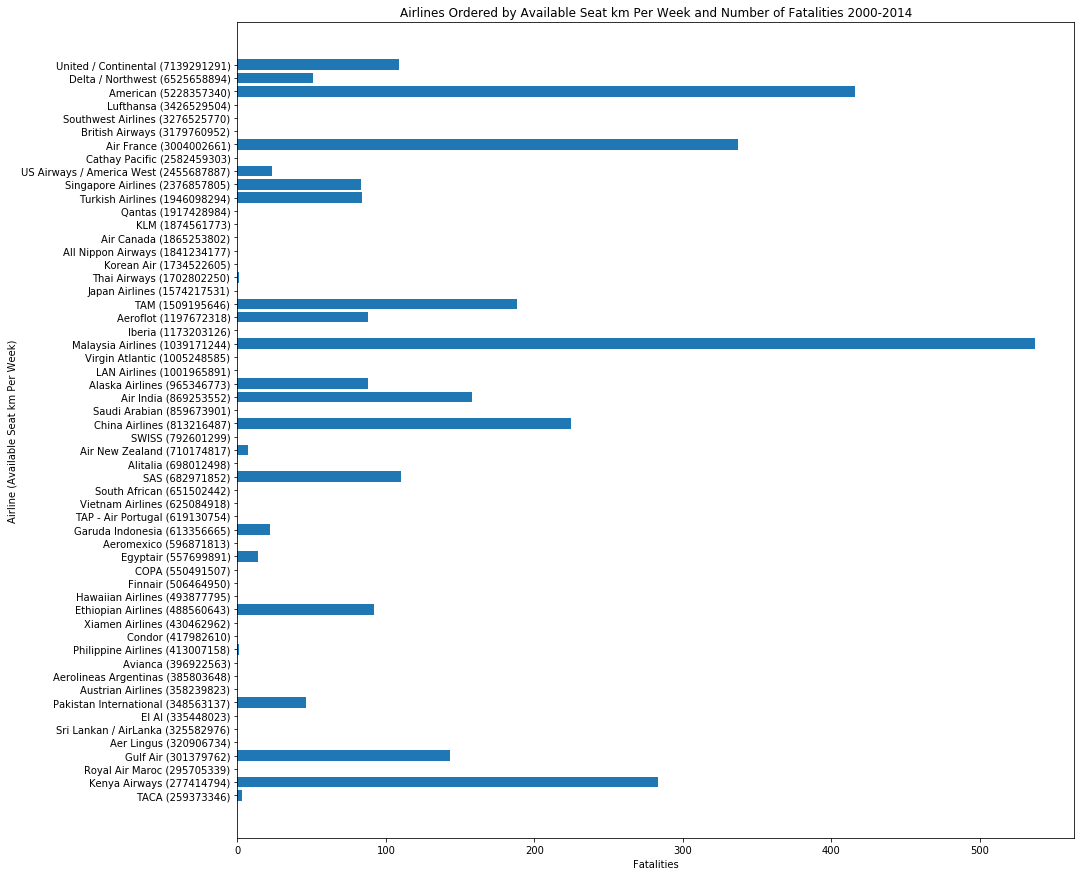 Airlines Ordered by Available Seat km Per Week and Number of Fatalities 2000-2014
United / Continental (7139291291)
Delta / Northwest (6525658894)
American (5228357340)
Lufthansa (3426529504)
Southwest Airlines (3276525770)
British Airways (3179760952)
Air France (3004002661)
Cathay Pacific (2582459303)
US Airways / America West (2455687887)
Singapore Airlines (2376857805)
Turkish Airlines (1946098294)
Qantas (1917428984)
KLM (1874561773)
Air Canada (1865253802)
All Nippon Airways (1841234177)
Korean Air (1734522605)
Thai Airways (1702802250)
Japan Airlines (1574217531)
TAM (1509195646)
Aeroflot (1197672318)
Iberia (1173203126)
Malaysia Airlines (1039171244)
Virgin Atlantic (1005248585)
LAN Airlines (1001965891)
Alaska Airlines (965346773)
Air India (869253552)
Saudi Arabian (859673901)
China Airlines (813216487)
SWISS (792601299)
Air New Zealand (710174817)
Alitalia (698012498)
SAS (682971852)
South African (651502442)
Vietnam Airlines (625084918)
TAP - Air Portugal (619130754)
Garuda Indonesia (613356665)
Aeromexico (596871813)
Egyptair (557699891)
COPA (550491507)
Finnair (506464950)
Hawaiian Airlines (493877795)
Ethiopian Airlines (488560643)
Xiamen Airlines (430462962)
Condor (417982610)
Philippine Airlines (413007158)
Avianca (396922563)
Aerolineas Argentinas (385803648)
Austrian Airlines (358239823)
Pakistan International (348563137)
El Al (335448023)
Sri Lankan / AirLanka (325582976)
Aer Lingus (320906734)
Gulf Air (301379762)
Royal Air Maroc (295705339)
Kenya Airways (277414794)
TACA (259373346)
Airline (Available Seat km Per Week)
0 100 200 300 400 500
Fatalities